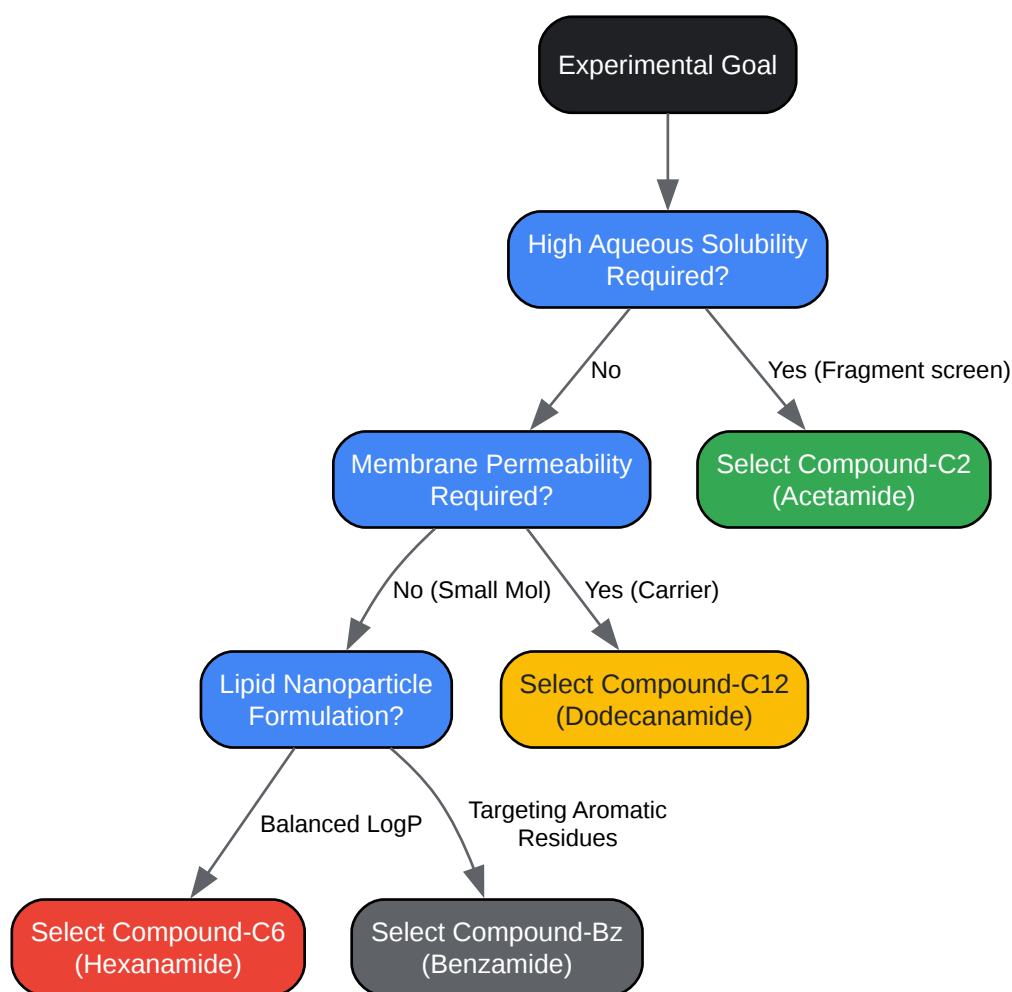 Experimental Goal
High Aqueous Solubility
Required?
No
Yes (Fragment screen)
Membrane Permeability
Required?
Select Compound-C2
(Acetamide)
No (Small Mol)
Yes (Carrier)
Lipid Nanoparticle
Formulation?
Select Compound-C12
(Dodecanamide)
Balanced LogP
Targeting Aromatic
Residues
Select Compound-C6
(Hexanamide)
Select Compound-Bz
(Benzamide)